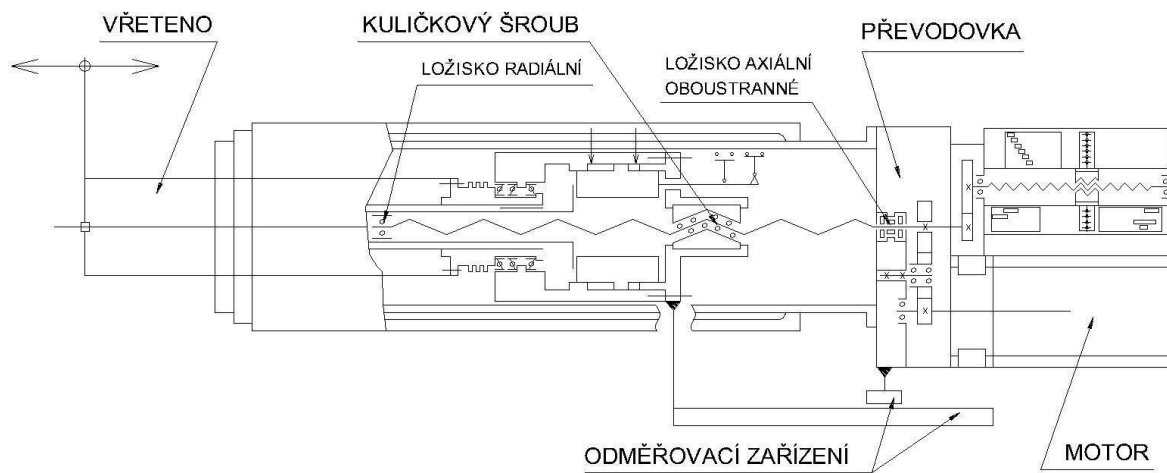 VŘETENO
KULIČKOVÝ ŠROUB
PŘEVODOVKA
LOŽISKO RADIÁLNÍ
LOŽISKO AXIÁLNÍ
OBOUSTRANNÉ
ODMĚŘOVACÍ ZAŘÍZENÍ
MOTOR